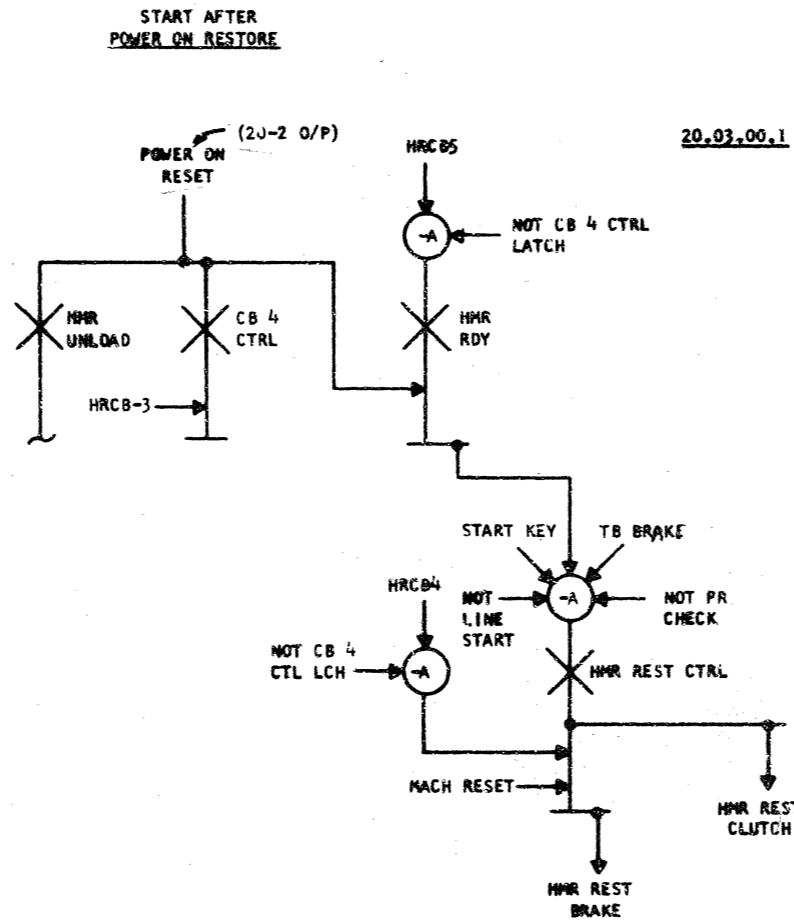 START AFTER
POWER ON RESTORE
20.03.00.1
(20-2 O/P)
POWER ON
RESET
HRCB5
-A
NOT CB 4 CTRL
LATCH
HMR
UNLOAD
CB 4
CTRL
HMR
RDY
HRCB-3
START KEY
TB BRAKE
HRCB4
NOT
LINE
START
-A
NOT PR
CHECK
NOT CB 4
CTL LCH
-A
HMR REST CTRL
MACH RESET
HMR REST
CLUTCH
HMR REST
BRAKE